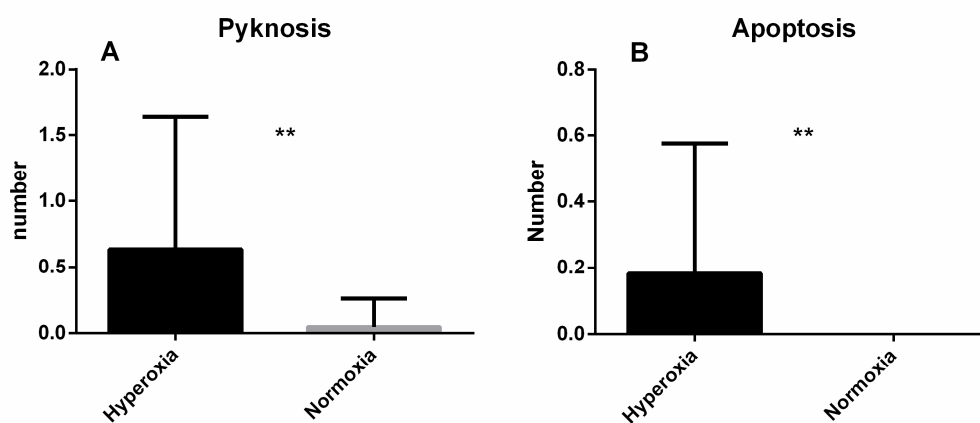 Pyknosis
A
number
2.0
1.5
1.0
0.5
0.0
**
Hyperoxia
Normoxia
Apoptosis
B
Number
0.8
0.6
0.4
0.2
0.0
**
Hyperoxia
Normoxia